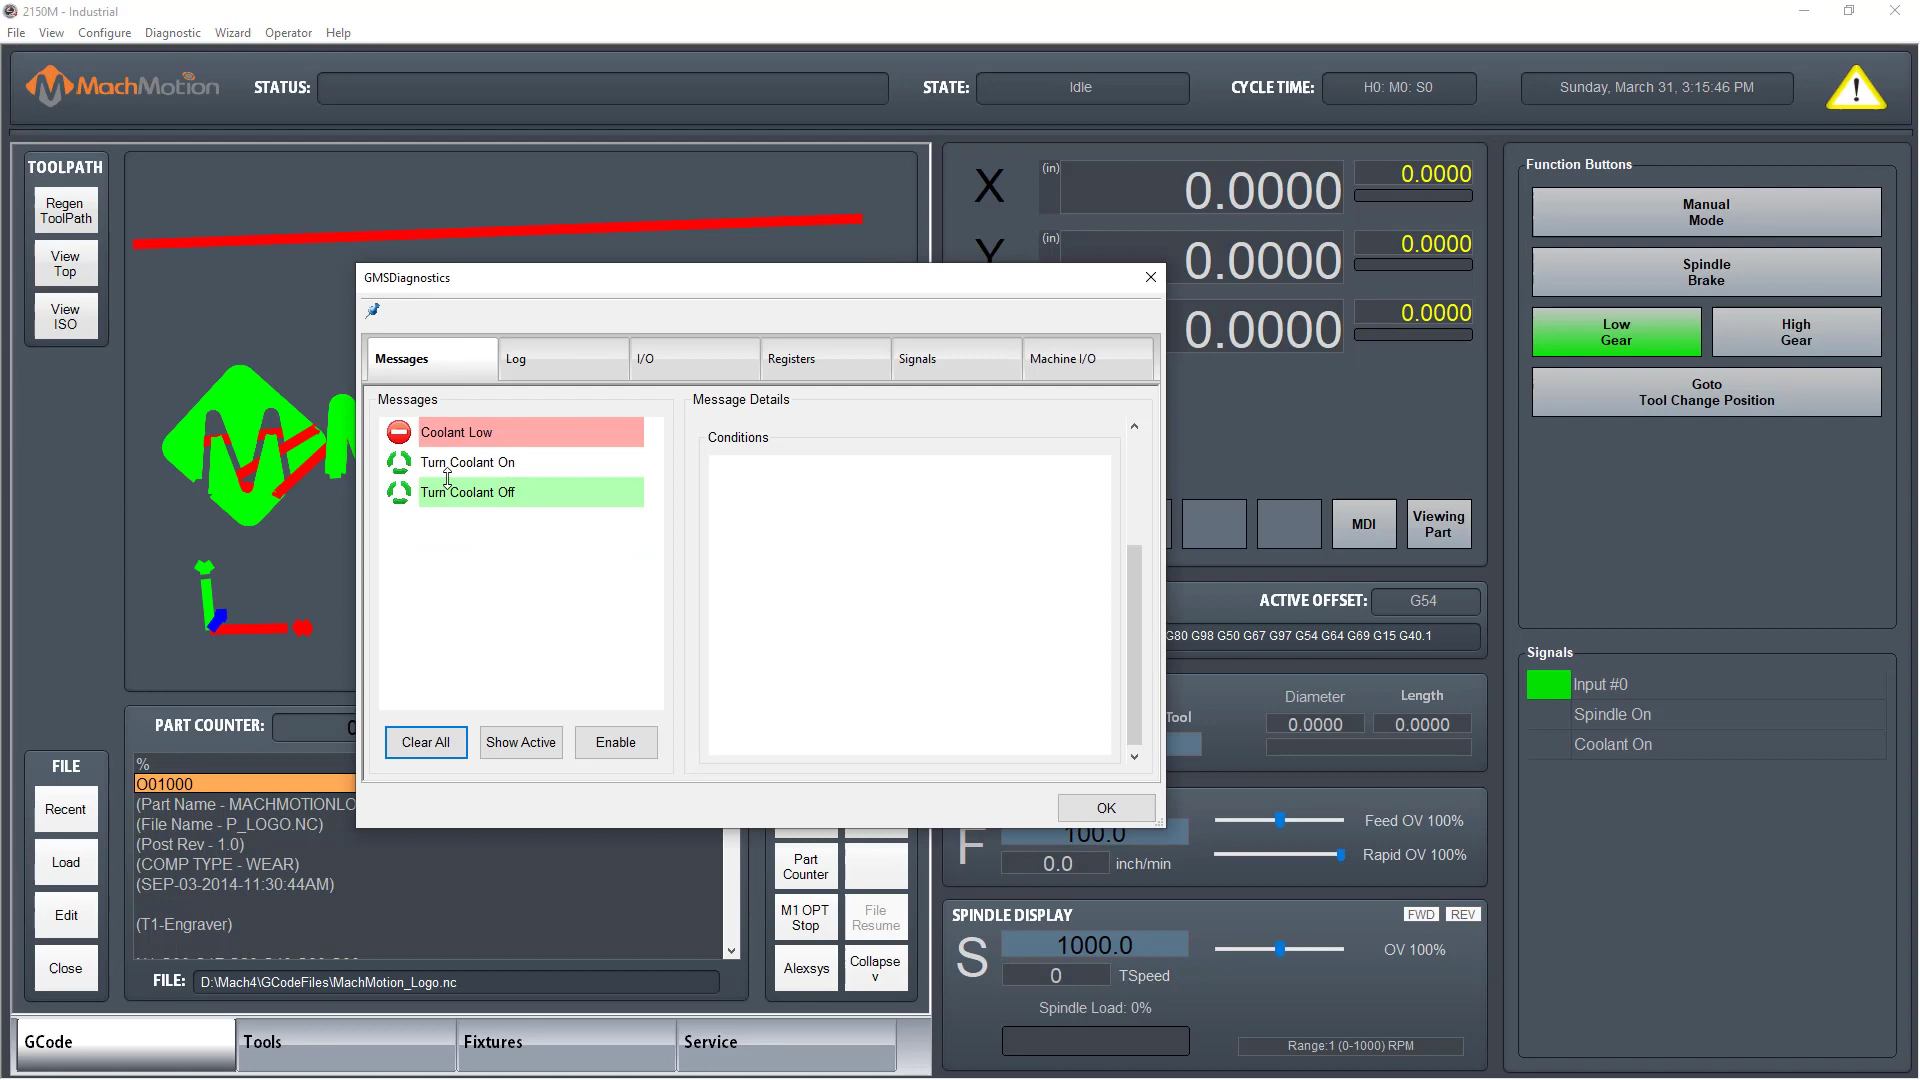 2150M - Industrial
File View Configure Diagnostic Wizard Operator Help
MachMotion
STATUS:
STATE: Idle
CYCLE TIME: H0: M0: S0
Sunday, March 31, 3:15:46 PM
TOOLPATH
Regen
ToolPath
View
Top
View
ISO
X (in) 0.0000 0.0000
Y (in) 0.0000 0.0000
0.0000 0.0000
Function Buttons
Manual
Mode
Spindle
Brake
Low
Gear
High
Gear
Goto
Tool Change Position
GMSDiagnostics
Messages Log I/O Registers Signals Machine I/O
Messages
Coolant Low
Turn Coolant On
Turn Coolant Off
Clear All Show Active Enable
Message Details
Conditions
OK
MDI
Viewing
Part
ACTIVE OFFSET: G54
G80 G98 G50 G67 G97 G54 G64 G69 G15 G40.1
Signals
Input #0
Spindle On
Coolant On
Tool
Diameter Length
0.0000 0.0000
PART COUNTER:
FILE
Recent
Load
Edit
Close
%
O01000
(Part Name - MACHMOTIONLO
(File Name - P_LOGO.NC)
(Post Rev - 1.0)
(COMP TYPE - WEAR)
(SEP-03-2014-11:30:44AM)
(T1-Engraver)
FILE: D:\Mach4\GCodeFiles\MachMotion_Logo.nc
Part
Counter
M1 OPT
Stop
File
Resume
Alexsys
Collapse
v
F 100.0
0.0 inch/min
Feed OV 100%
Rapid OV 100%
SPINDLE DISPLAY
FWD REV
S 1000.0
0 TSpeed
OV 100%
Spindle Load: 0%
Range:1 (0-1000) RPM
GCode Tools Fixtures Service